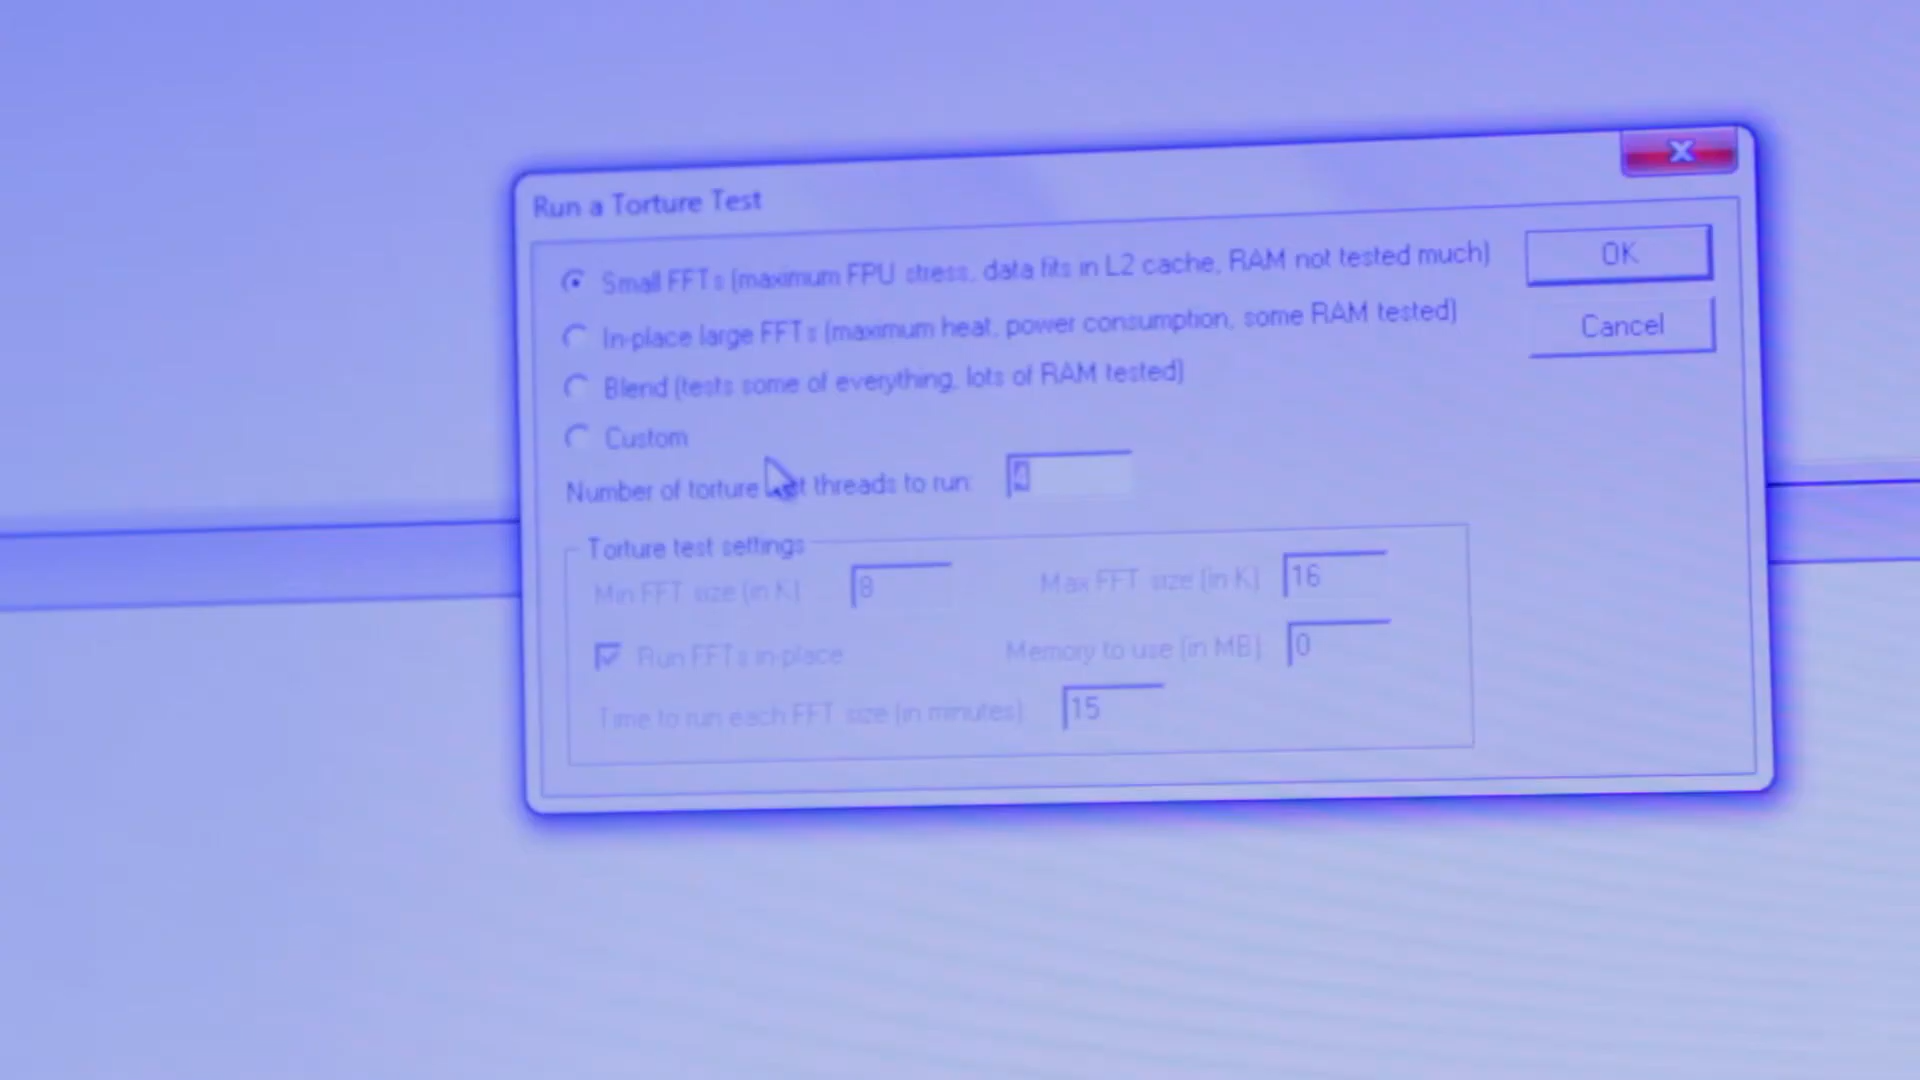 Run a Torture Test
X
Small FFTs (maximum FPU stress, data fits in L2 cache, RAM not tested much)
OK
In-place large FFTs (maximum heat, power consumption, some RAM tested)
Cancel
Blend (tests some of everything, lots of RAM tested)
Custom
Number of torture threads to run:
Torture test settings
Min FFT size (in K) 8 Max FFT size (in K) 16
Run FFTs in-place Memory to use (in MB) 0
Time to run each FFT size (in minutes) 15